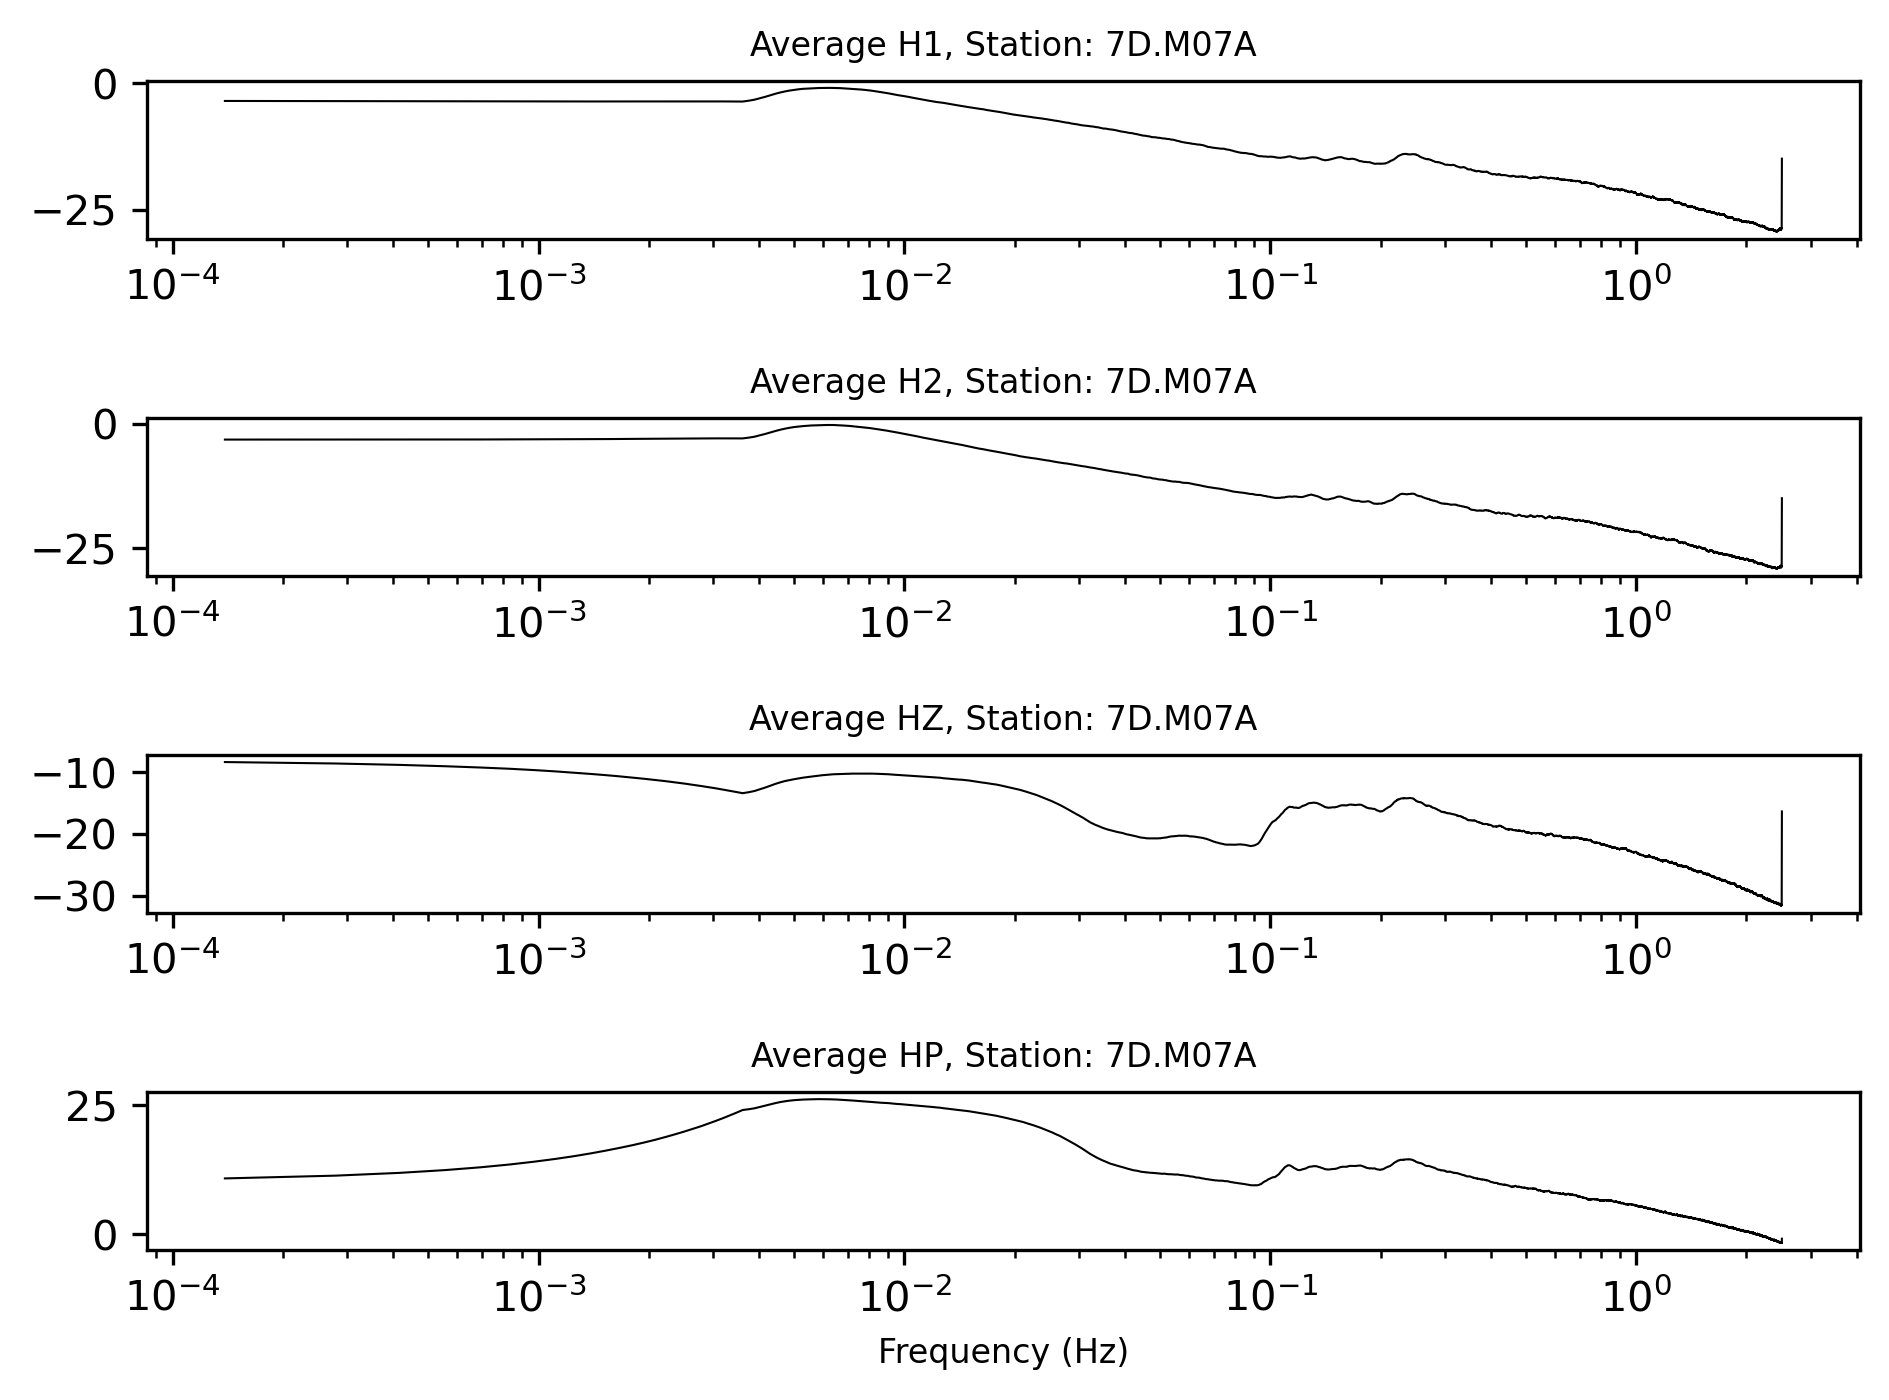 Average H1, Station: 7D.M07A
0
−25
10⁻⁴ 10⁻³ 10⁻² 10⁻¹ 10⁰
Average H2, Station: 7D.M07A
0
−25
10⁻⁴ 10⁻³ 10⁻² 10⁻¹ 10⁰
Average HZ, Station: 7D.M07A
−10
−20
−30
10⁻⁴ 10⁻³ 10⁻² 10⁻¹ 10⁰
Average HP, Station: 7D.M07A
25
0
10⁻⁴ 10⁻³ 10⁻² 10⁻¹ 10⁰
Frequency (Hz)